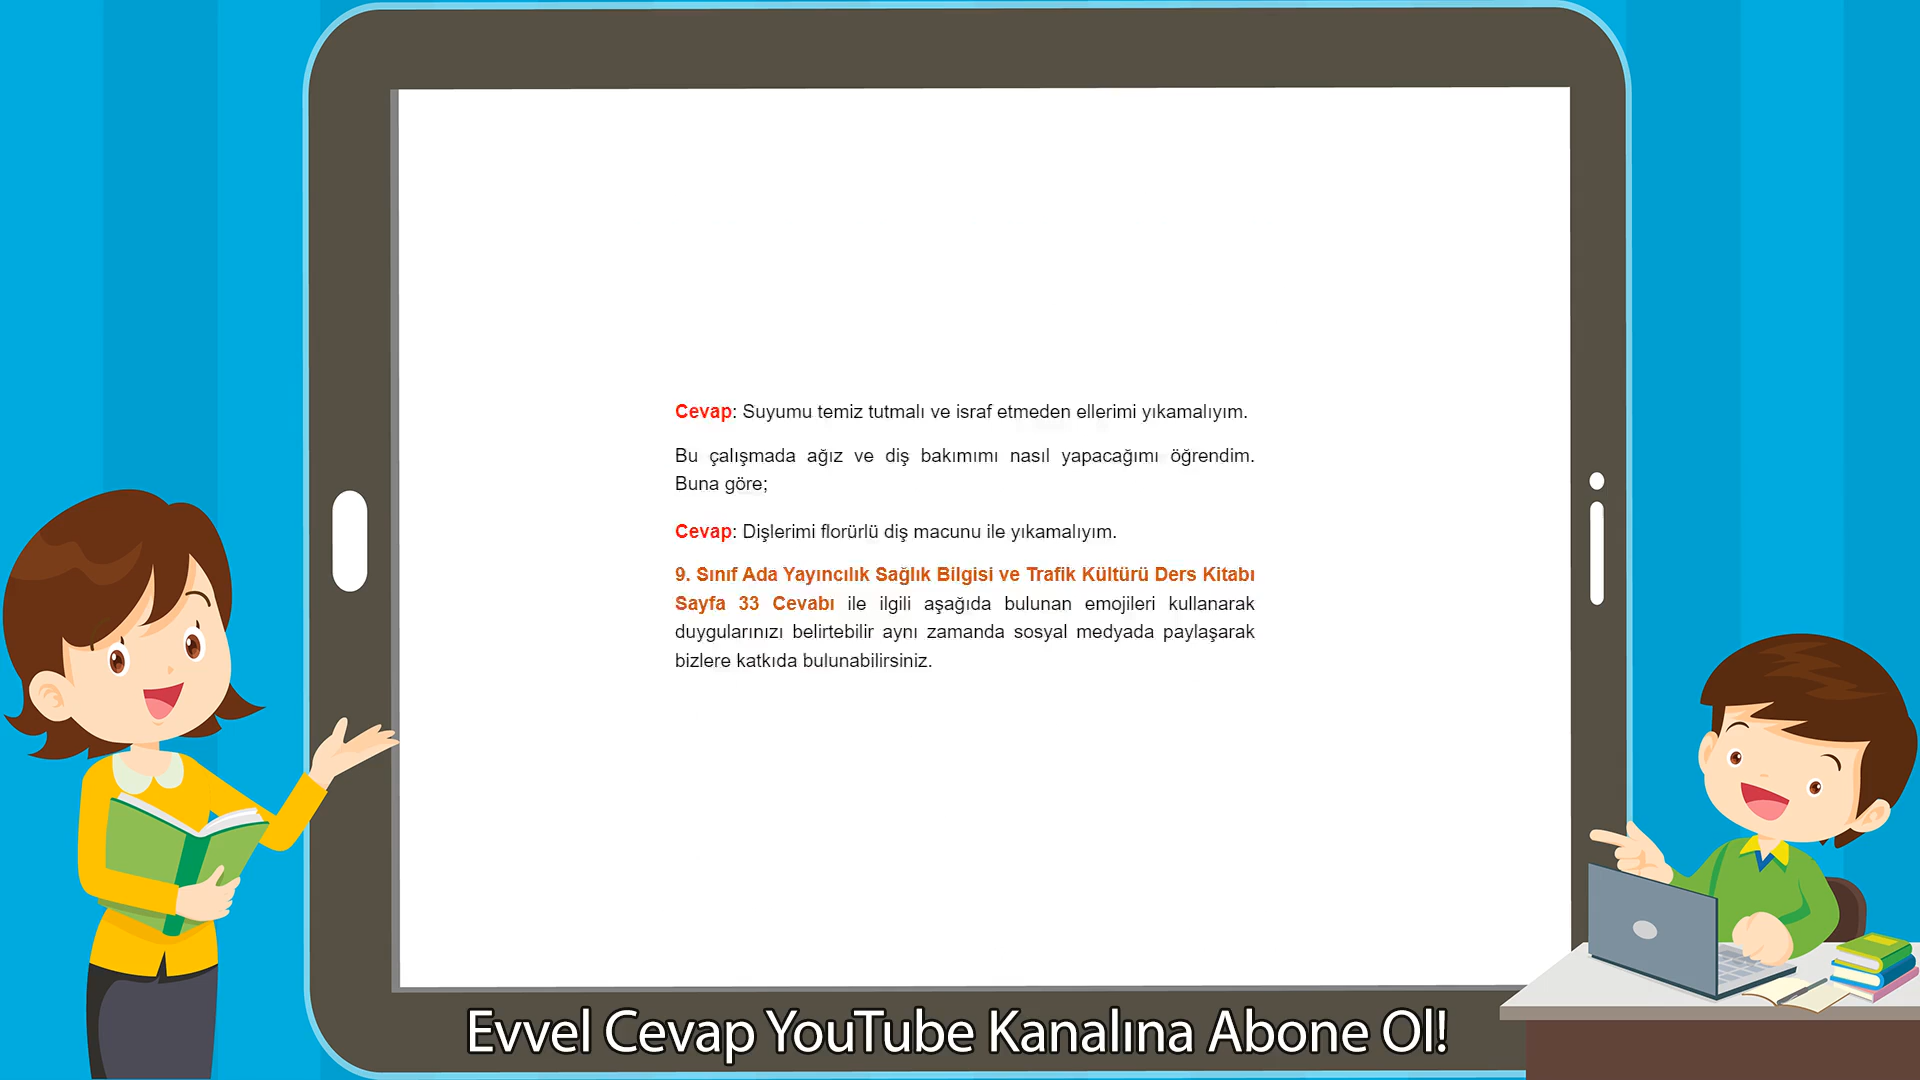 Cevap: Suyumu temiz tutmalı ve israf etmeden ellerimi yıkamalıyım.
Bu çalışmada ağız ve diş bakımımı nasıl yapacağımı öğrendim.
Buna göre;
Cevap: Dişlerimi florürlü diş macunu ile yıkamalıyım.
9. Sınıf Ada Yayıncılık Sağlık Bilgisi ve Trafik Kültürü Ders Kitabı
Sayfa 33 Cevabı ile ilgili aşağıda bulunan emojileri kullanarak
duygularınızı belirtebilir aynı zamanda sosyal medyada paylaşarak
bizlere katkıda bulunabilirsiniz.
Evvel Cevap YouTube Kanalına Abone Ol!